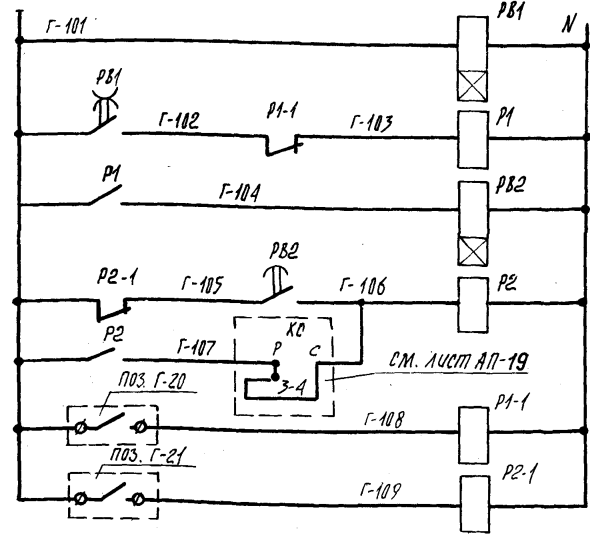 Г-101
РВ1
N
РВ1
Г-102
Р1-1
Г-103
Р1
Р1
Г-104
РВ2
Р2-1
Г-105
РВ2
Г-106
Р2
Р2
Г-107
КС
Р
С
3-4
СМ. ЛИСТ АП-19
ПОЗ. Г-20
Г-108
Р1-1
ПОЗ. Г-21
Г-109
Р2-1